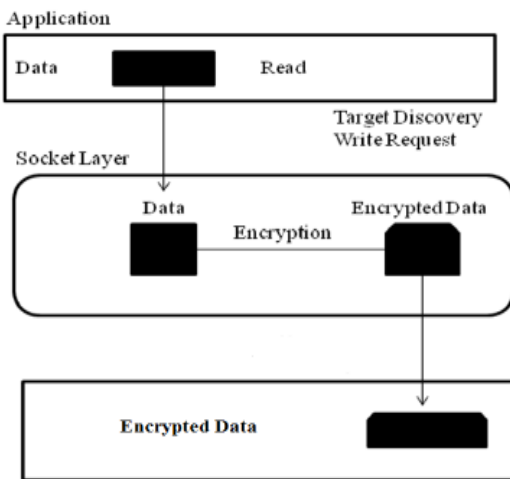 Application
Data Read
Target Discovery
Write Request
Socket Layer
Data Encrypted Data
Encryption
Encrypted Data